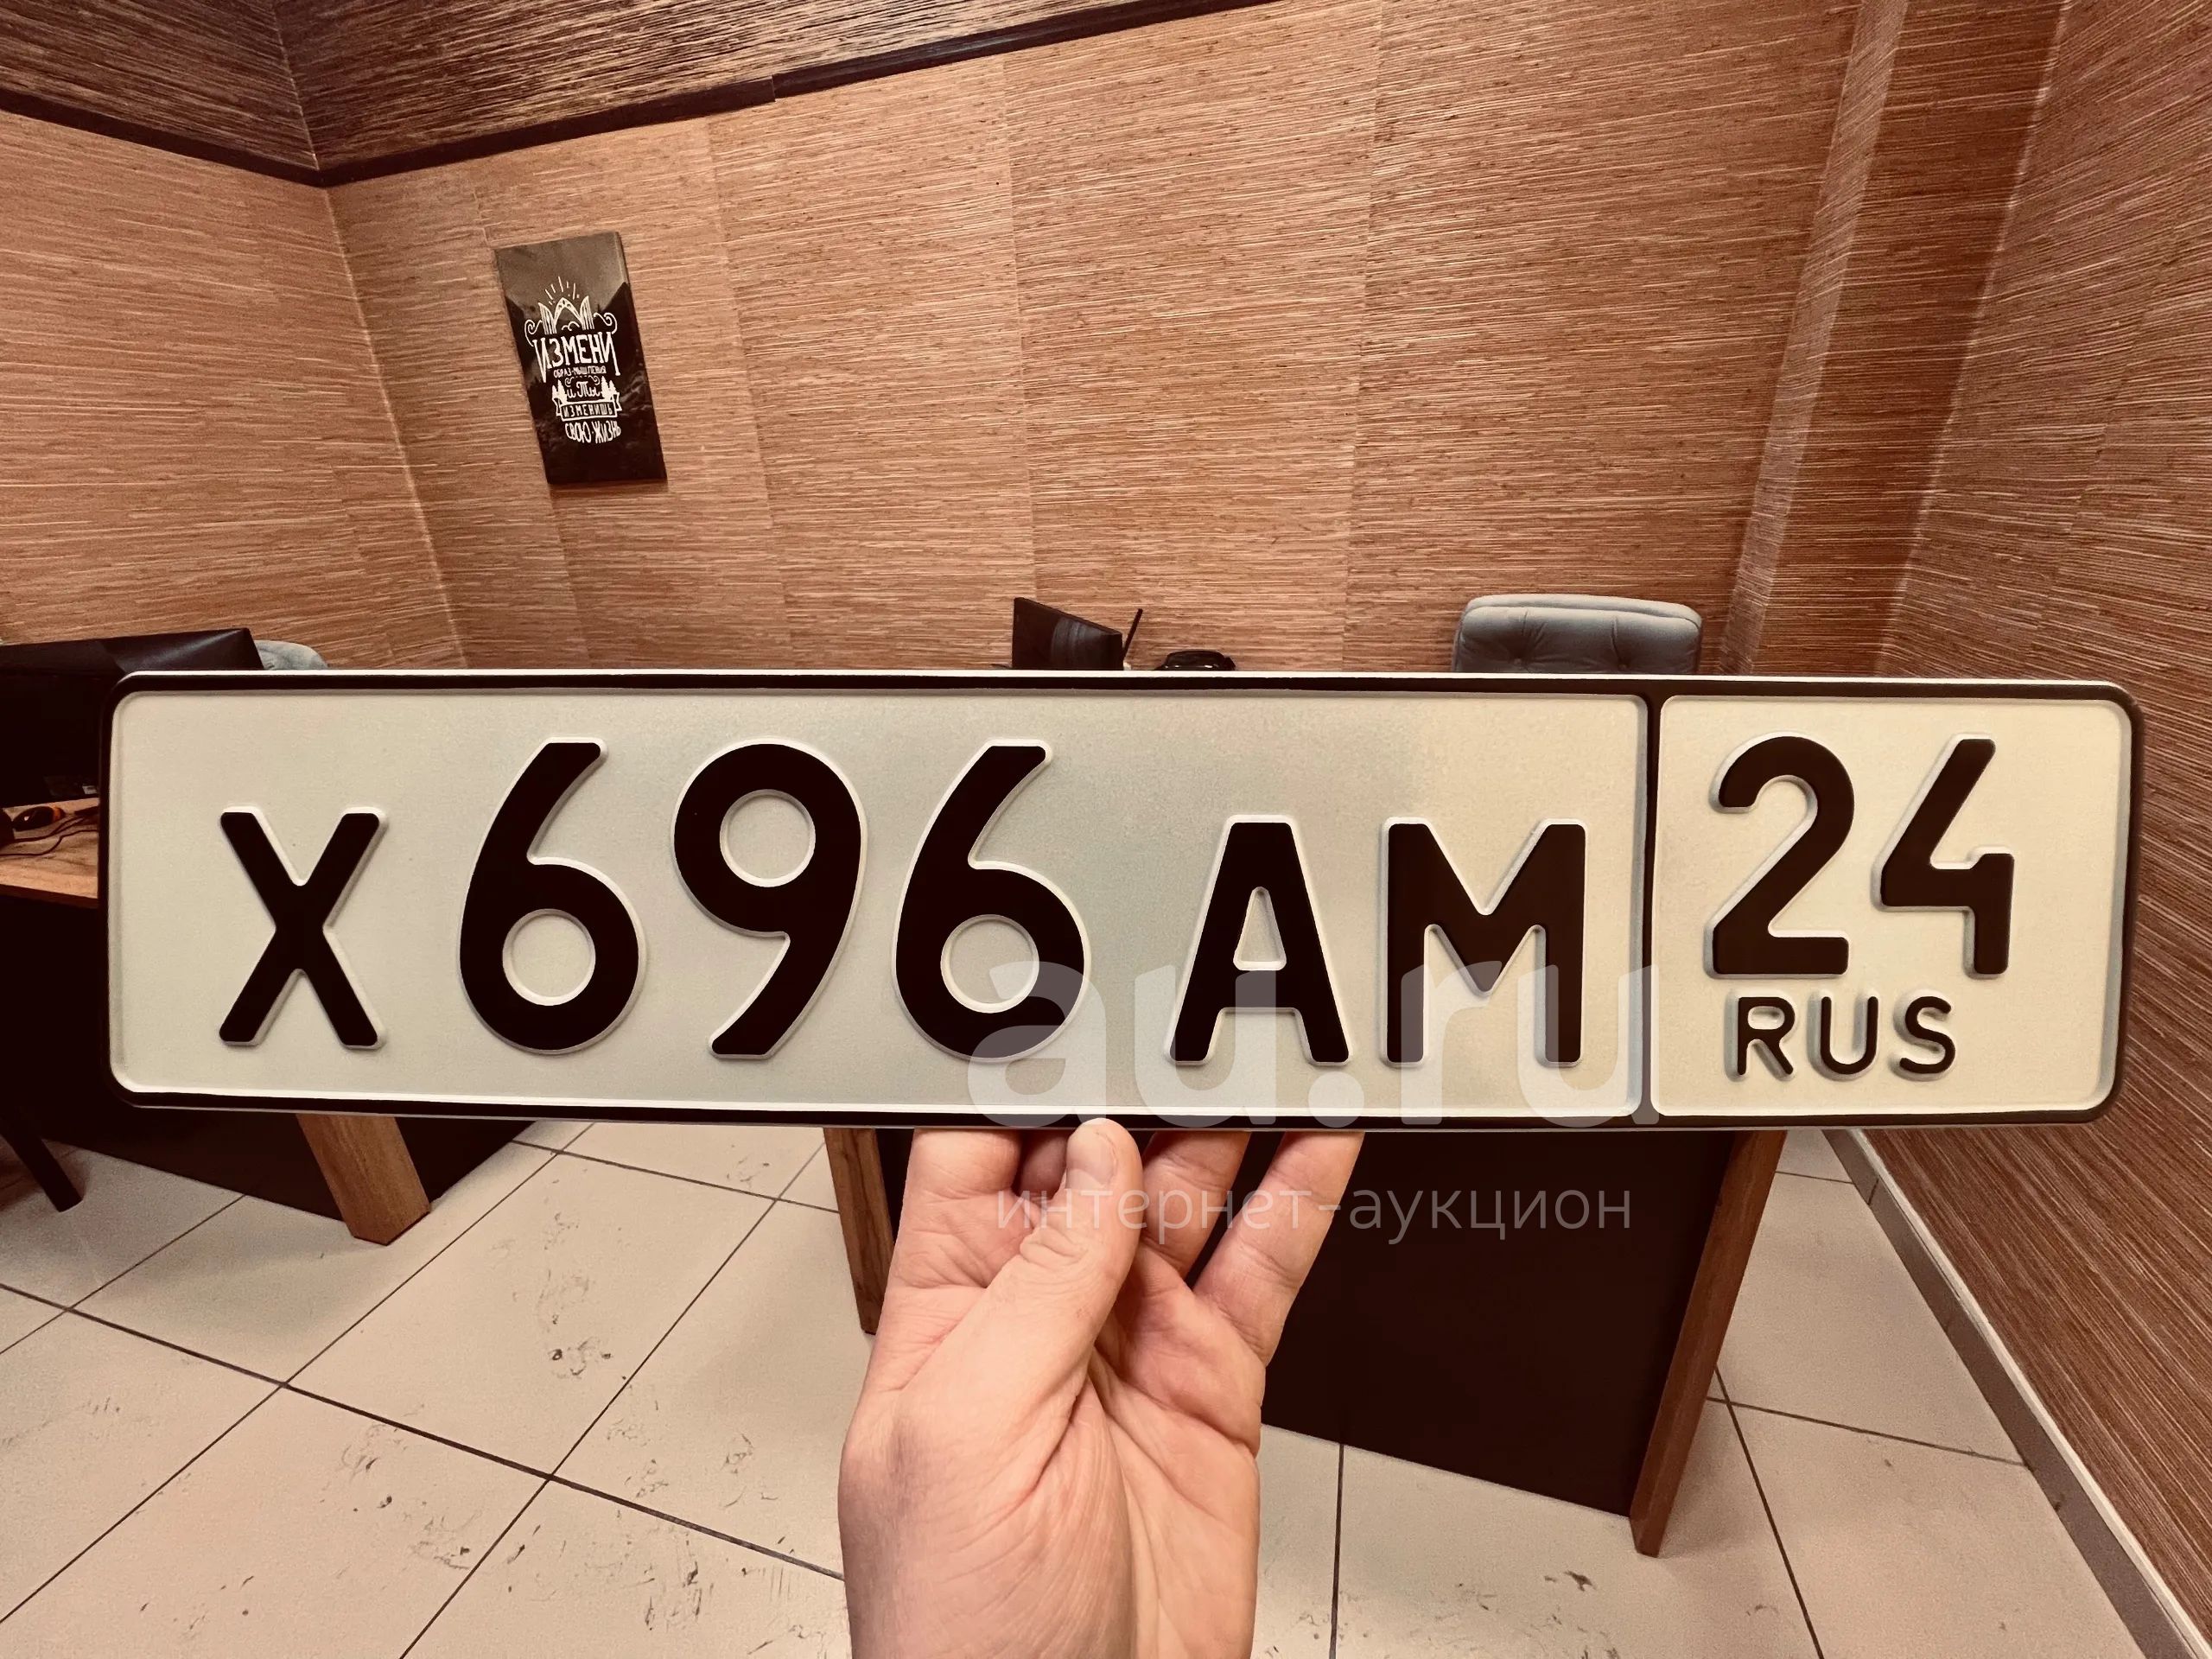 ИЗМЕНИ
ОБРАЗ МЫШЛЕНИЯ
и Ты
ИЗМЕНИШЬ
СВОЮ ЖИЗНЬ
Х696АМ 24
RUS
au.ru
интернет-аукцион